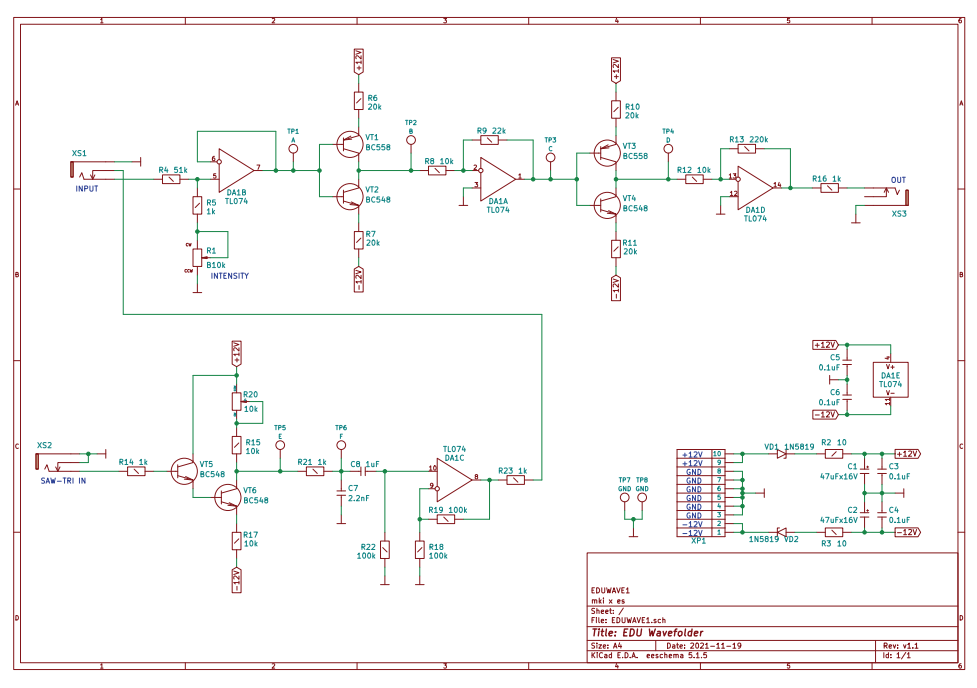 1 2 3 4 5 6
A
B
C
D
A
B
C
D
1 2 3 4 5 6
XS1
INPUT
R4 51k
R5
1k
CW
CCW
R1
B10k
INTENSITY
6
5
7
DA1B
TL074
TP1
A
+12V
R6
20k
VT1
BC558
VT2
BC548
R7
20k
-12V
TP2
B
R8 10k
R9 22k
2
3
1
DA1A
TL074
TP3
C
+12V
R10
20k
VT3
BC558
VT4
BC548
R11
20k
-12V
TP4
D
R12 10k
R13 220k
13
12
14
DA1D
TL074
R16 1k
OUT
XS3
XS2
SAW-TRI IN
R14 1k
+12V
R20
10k
R15
10k
VT5
BC548
VT6
BC548
R17
10k
-12V
TP5
E
R21 1k
TP6
F
C8 1uF
C7
2.2nF
R22
100k
TL074
DA1C
10
9
8
R19 100k
R18
100k
R23 1k
+12V
C5
0.1uF
C6
0.1uF
-12V
4
V+
DA1E
TL074
V-
11
TP7
GND
TP8
GND
+12V 10
+12V 9
GND 8
GND 7
GND 6
GND 5
GND 4
GND 3
-12V 2
-12V 1
XP1
VD1 1N5819
R2 10
C1
47uFx16V
C3
0.1uF
C2
47uFx16V
C4
0.1uF
+12V
-12V
1N5819 VD2
R3 10
EDUWAVE1
mki x es
Sheet: /
File: EDUWAVE1.sch
Title: EDU Wavefolder
Size: A4 Date: 2021-11-19 Rev: v1.1
KiCad E.D.A. eeschema 5.1.5 Id: 1/1